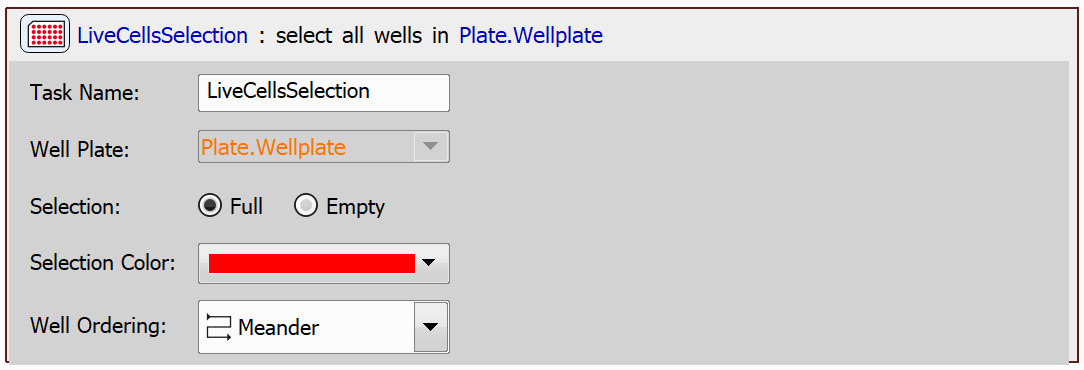 LiveCellsSelection : select all wells in Plate.Wellplate
Task Name: LiveCellsSelection
Well Plate: Plate.Wellplate
Selection: Full Empty
Selection Color:
Well Ordering: Meander